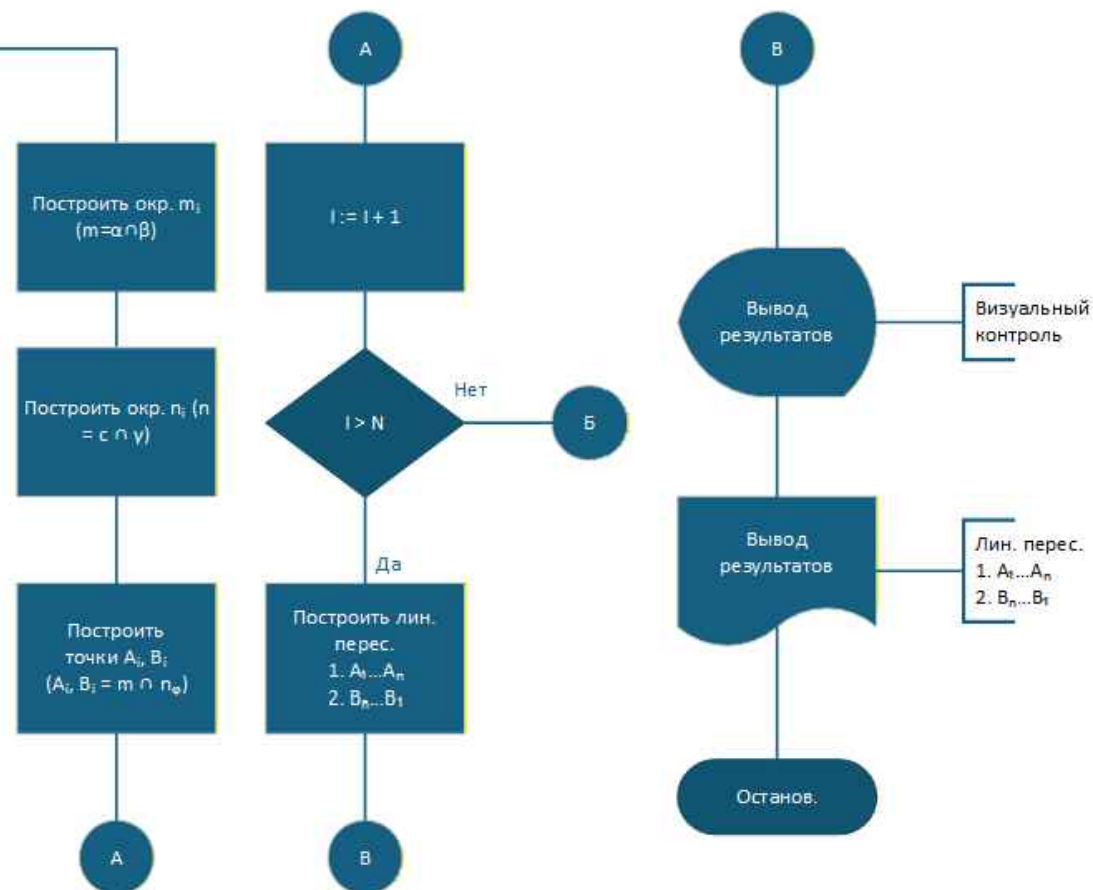 Построить окр. mᵢ
(m=α∩β)
Построить окр. nᵢ (n
= c ∩ γ)
Построить
точки Aᵢ, Bᵢ
(Aᵢ, Bᵢ = m ∩ nᵩ)
А
А
I := I + 1
I > N
Нет
Б
Да
Построить лин.
перес.
1. A₁...Aₙ
2. Bₙ...B₁
В
В
Вывод
результатов
Визуальный
контроль
Вывод
результатов
Лин. перес.
1. A₁...Aₙ
2. Bₙ...B₁
Останов.